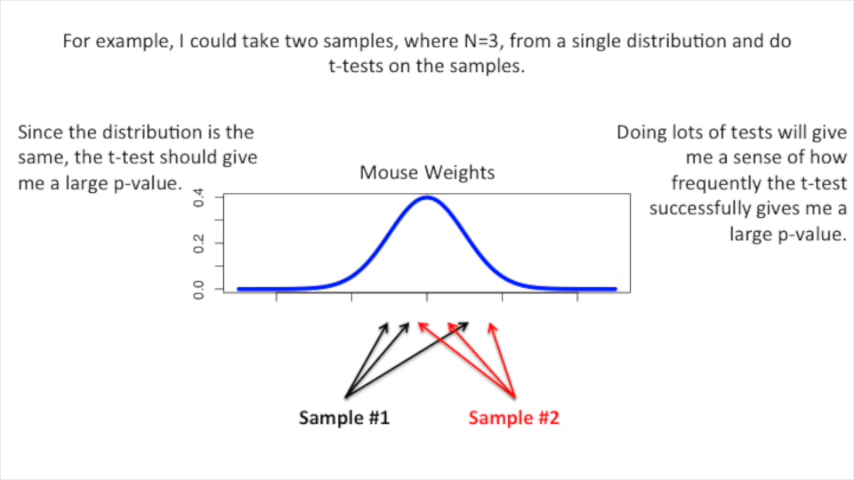 For example, I could take two samples, where N=3, from a single distribution and do
t-tests on the samples.
Since the distribution is the
same, the t-test should give
me a large p-value.
Doing lots of tests will give
me a sense of how
frequently the t-test
successfully gives me a
large p-value.
Mouse Weights
0.4
0.2
0.0
Sample #1
Sample #2